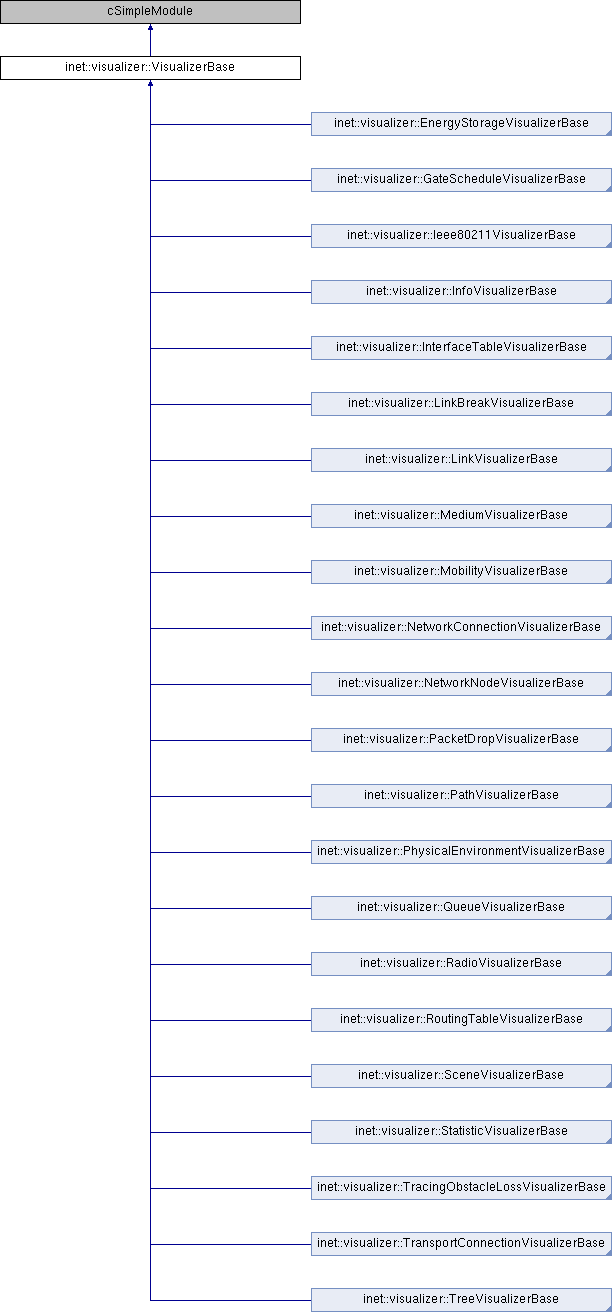 cSimpleModule
inet::visualizer::VisualizerBase
inet::visualizer::EnergyStorageVisualizerBase
inet::visualizer::GateScheduleVisualizerBase
inet::visualizer::Ieee80211VisualizerBase
inet::visualizer::InfoVisualizerBase
inet::visualizer::InterfaceTableVisualizerBase
inet::visualizer::LinkBreakVisualizerBase
inet::visualizer::LinkVisualizerBase
inet::visualizer::MediumVisualizerBase
inet::visualizer::MobilityVisualizerBase
inet::visualizer::NetworkConnectionVisualizerBase
inet::visualizer::NetworkNodeVisualizerBase
inet::visualizer::PacketDropVisualizerBase
inet::visualizer::PathVisualizerBase
inet::visualizer::PhysicalEnvironmentVisualizerBase
inet::visualizer::QueueVisualizerBase
inet::visualizer::RadioVisualizerBase
inet::visualizer::RoutingTableVisualizerBase
inet::visualizer::SceneVisualizerBase
inet::visualizer::StatisticVisualizerBase
inet::visualizer::TracingObstacleLossVisualizerBase
inet::visualizer::TransportConnectionVisualizerBase
inet::visualizer::TreeVisualizerBase